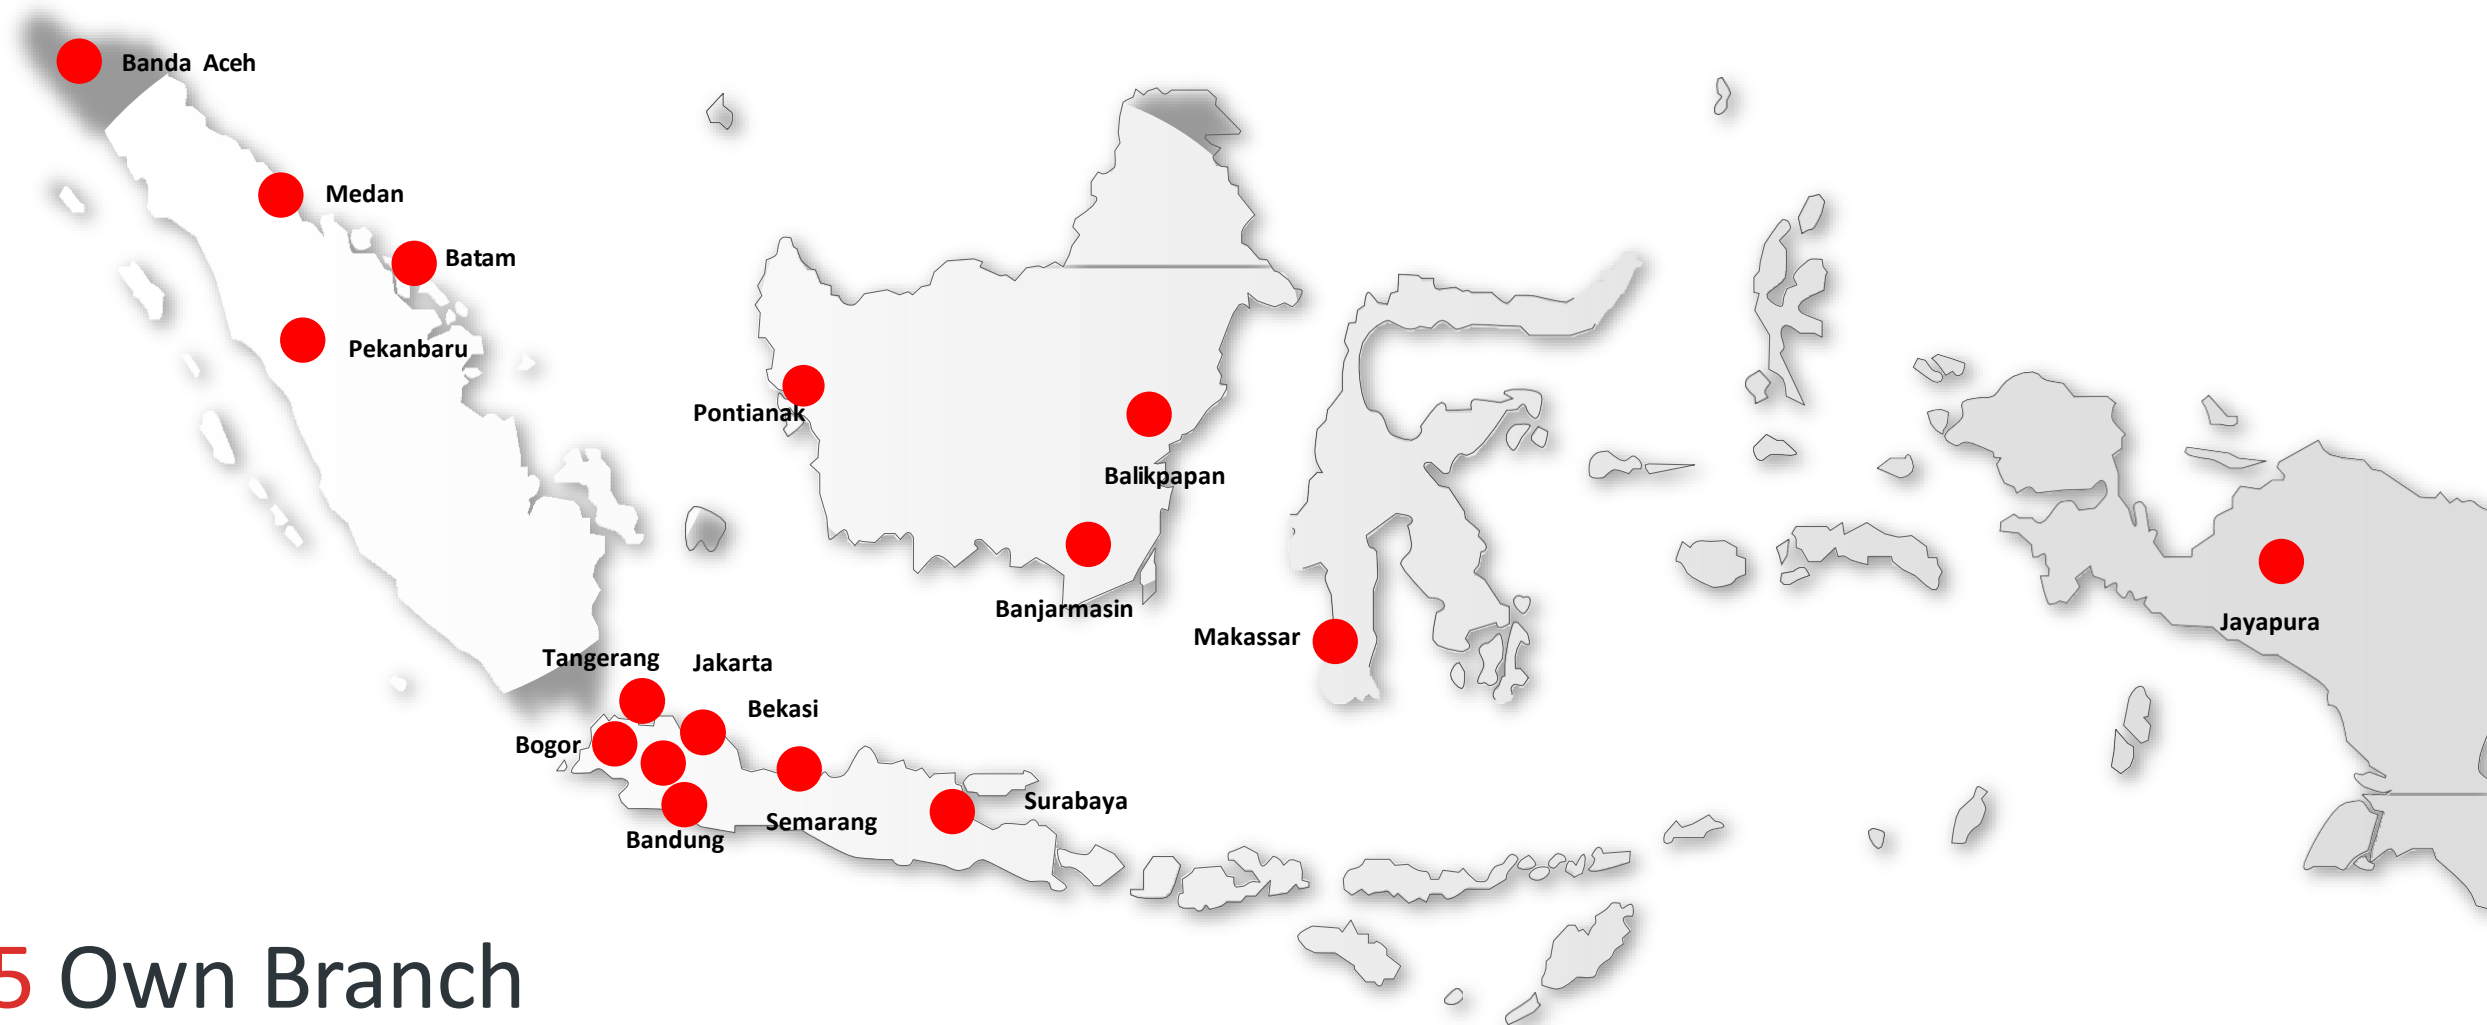 Banda Aceh
Medan
Batam
Pekanbaru
Pontianak
Balikpapan
Banjarmasin
Makassar
Jayapura
Tangerang
Jakarta
Bekasi
Bogor
Surabaya
Semarang
Bandung
5 Own Branch